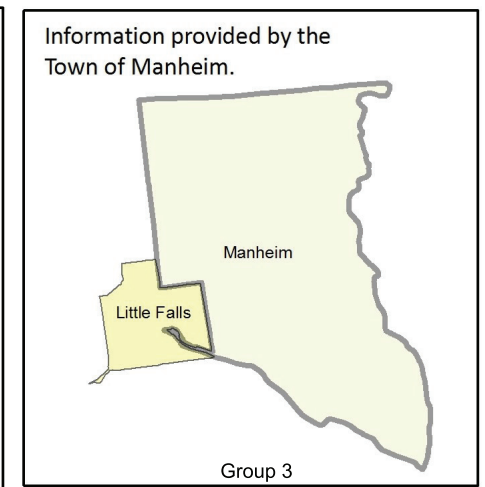 Information provided by the
Town of Manheim.
Manheim
Little Falls
Group 3